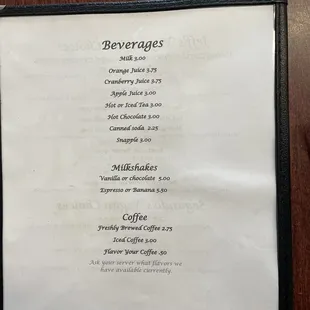 Beverages
Milk 3.00
Orange Juice 3.75
Cranberry Juice 3.75
Apple Juice 3.00
Hot or Iced Tea 3.00
Hot Chocolate 3.00
Canned soda 2.25
Snapple 3.00
Milkshakes
Vanilla or chocolate 5.00
Espresso or Banana 5.50
Coffee
Freshly Brewed Coffee 2.75
Iced Coffee 3.00
Flavor Your Coffee .50
Ask your server what flavors we
have available currently.